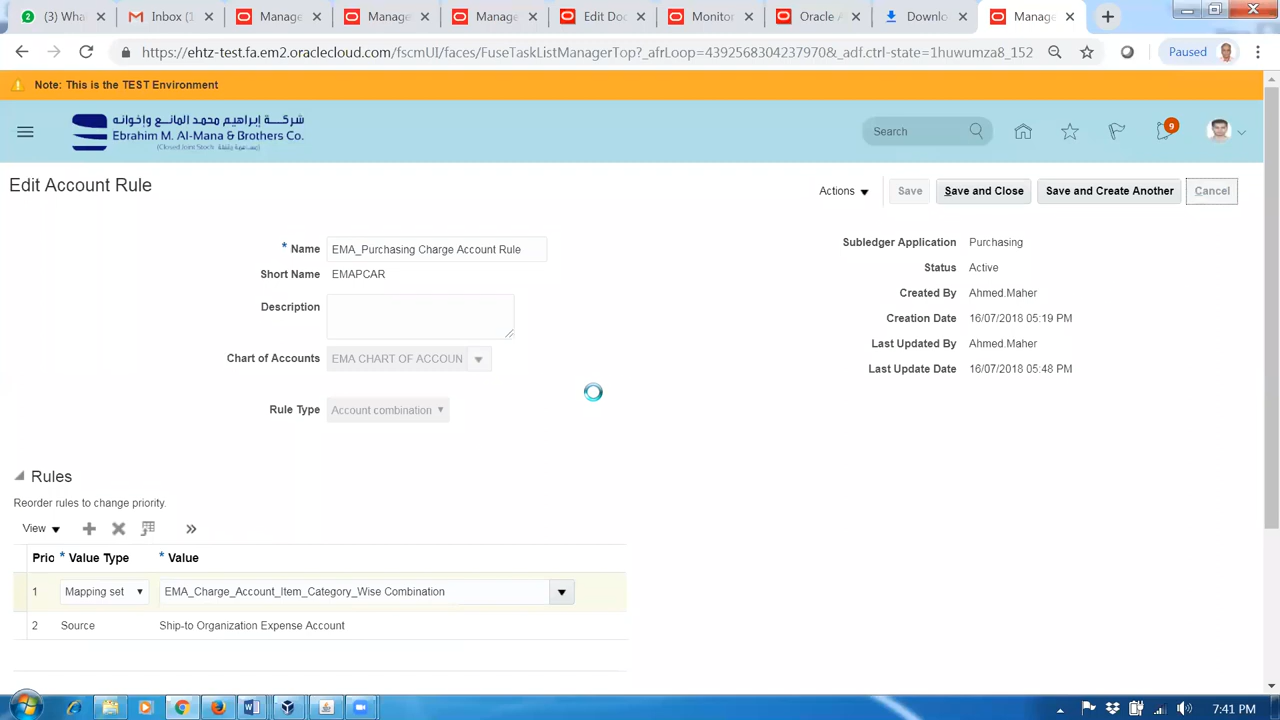 (3) Wha
Inbox (
Manage
Manage
Manage
Edit Doc
Monitor
Oracle A
Downlo
Manage
https://ehtz-test.fa.em2.oraclecloud.com/fscmUI/faces/FuseTaskListManagerTop?_afrLoop=43925683042379​70&_adf.ctrl-state=1huwumza8_152
Paused
Note: This is the TEST Environment
شركة إبراهيم محمد المانع وإخوانه
Ebrahim M. Al-Mana & Brothers Co.
Search
9
Edit Account Rule
Actions
Save
Save and Close
Save and Create Another
Cancel
* Name EMA_Purchasing Charge Account Rule
Short Name EMAPCAR
Description
Chart of Accounts EMA CHART OF ACCOUN
Rule Type Account combination
Subledger Application Purchasing
Status Active
Created By Ahmed.Maher
Creation Date 16/07/2018 05:19 PM
Last Updated By Ahmed.Maher
Last Update Date 16/07/2018 05:48 PM
Rules
Reorder rules to change priority.
View
Prio * Value Type * Value
1 Mapping set EMA_Charge_Account_Item_Category_Wise Combination
2 Source Ship-to Organization Expense Account
7:41 PM